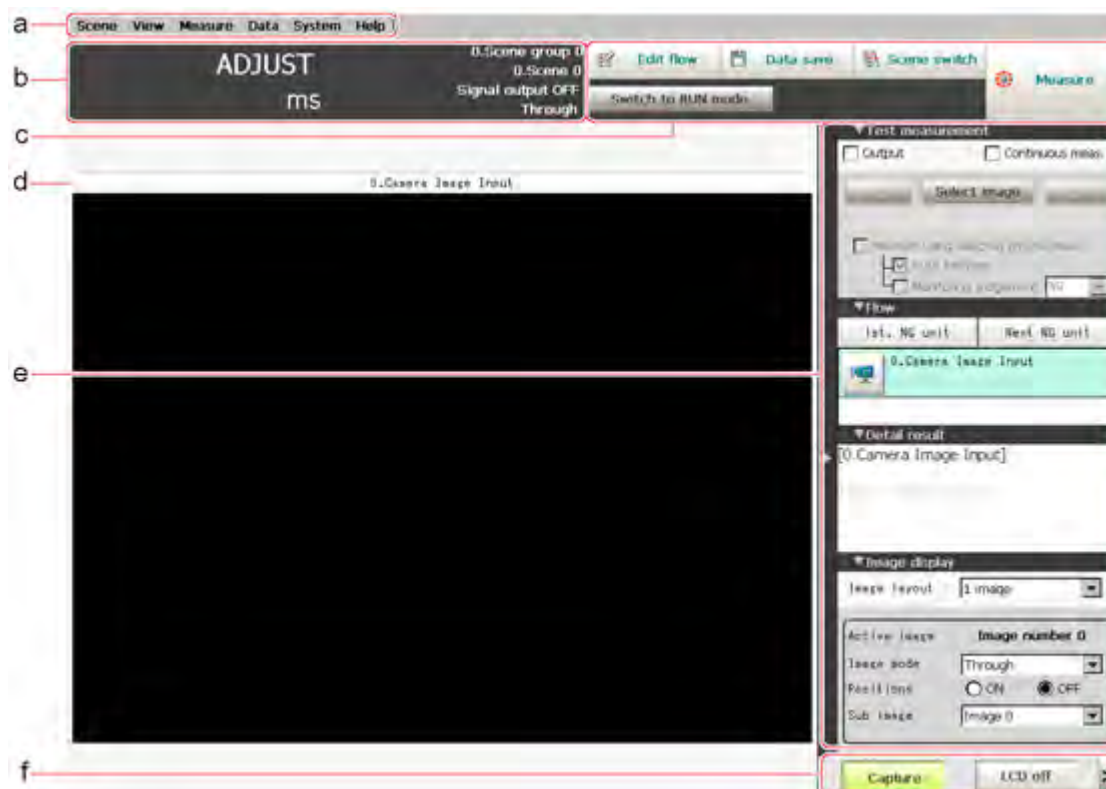 a
Scene View Measure Data System Help
b
ADJUST
ms
0.Scene group 0
0.Scene 0
Signal output OFF
Through
Edit flow
Data save
Scene switch
Measure
Switch to RUN mode
c
d
0.Camera Image Input
▼Test measurement
Output
Continuous meas.
Select image
NG
▼Flow
1st. NG unit
Next NG unit
0.Camera Image Input
e
▼Detail result
[0.Camera Image Input]
▼Image display
Image layout
1 image
Active image
Image number 0
Image mode
Through
Positions
ON
OFF
Sub image
Image 0
f
Capture
LCD off